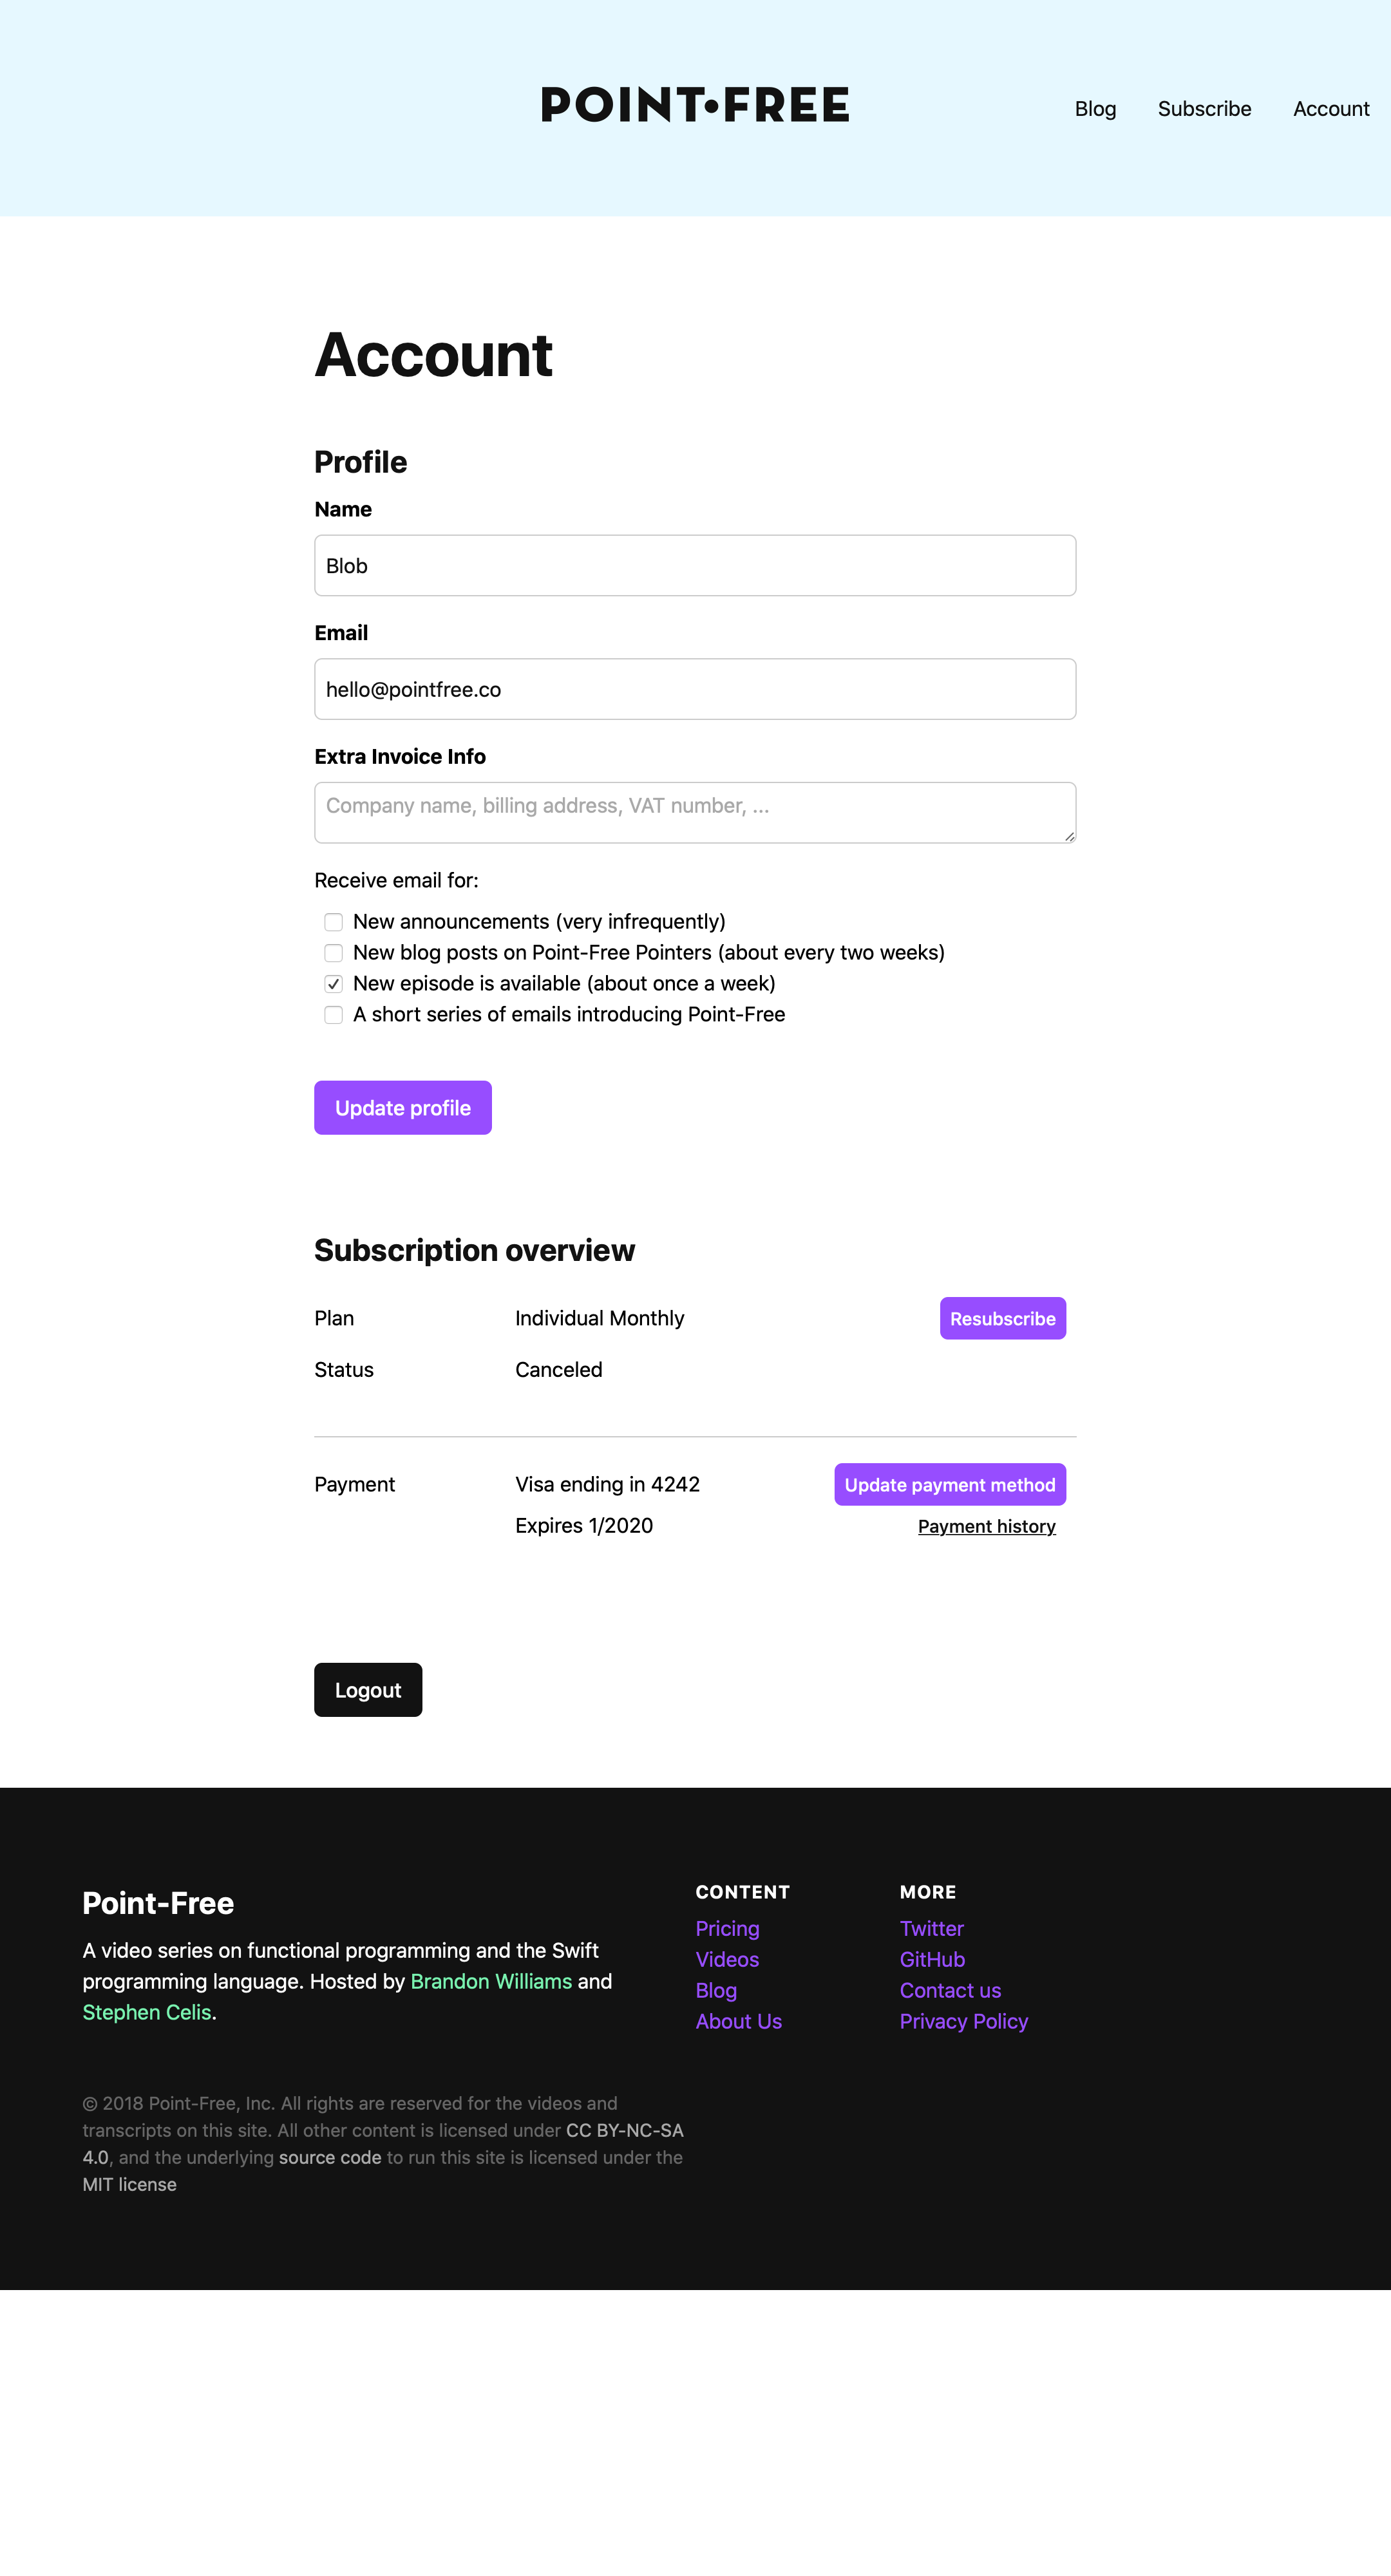 POINT•FREE
Blog Subscribe Account
Account
Profile
Name
Blob
Email
hello@pointfree.co
Extra Invoice Info
Company name, billing address, VAT number, ...
Receive email for:
New announcements (very infrequently)
New blog posts on Point-Free Pointers (about every two weeks)
New episode is available (about once a week)
A short series of emails introducing Point-Free
Update profile
Subscription overview
Plan Individual Monthly Resubscribe
Status Canceled
Payment Visa ending in 4242 Update payment method
Expires 1/2020 Payment history
Logout
Point-Free
A video series on functional programming and the Swift
programming language. Hosted by Brandon Williams and
Stephen Celis.
CONTENT
Pricing
Videos
Blog
About Us
MORE
Twitter
GitHub
Contact us
Privacy Policy
© 2018 Point-Free, Inc. All rights are reserved for the videos and
transcripts on this site. All other content is licensed under CC BY-NC-SA
4.0, and the underlying source code to run this site is licensed under the
MIT license